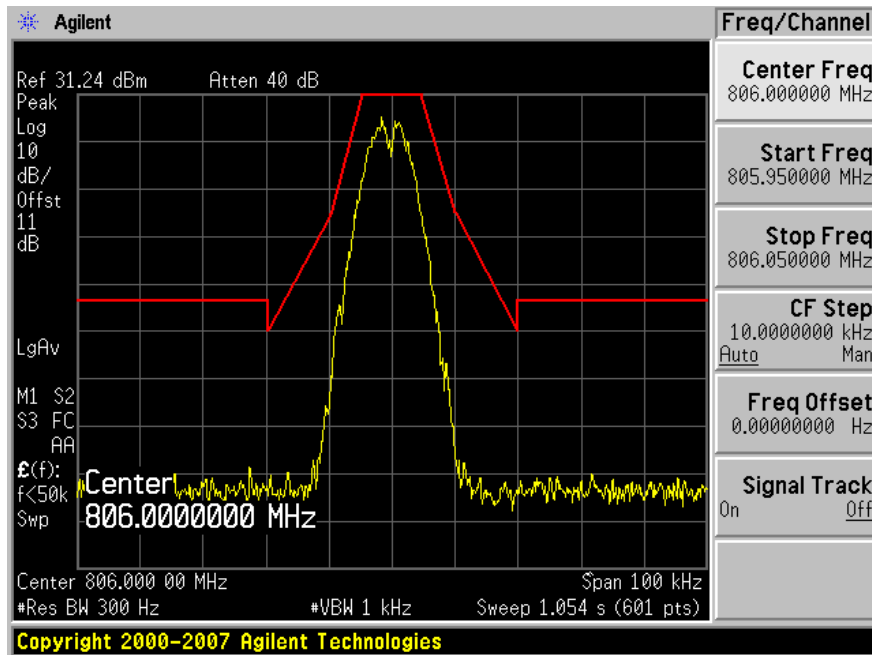 Agilent
Freq/Channel
Ref 31.24 dBm Atten 40 dB
Peak
Log
10
dB/
Offst
11
dB
LgAv
M1 S2
S3 FC
AA
£(f):
f<50k
Swp
Center
806.0000000 MHz
Center 806.000 00 MHz Span 100 kHz
#Res BW 300 Hz #VBW 1 kHz Sweep 1.054 s (601 pts)
Center Freq
806.000000 MHz
Start Freq
805.950000 MHz
Stop Freq
806.050000 MHz
CF Step
10.0000000 kHz
Auto Man
Freq Offset
0.00000000 Hz
Signal Track
On Off
Copyright 2000-2007 Agilent Technologies